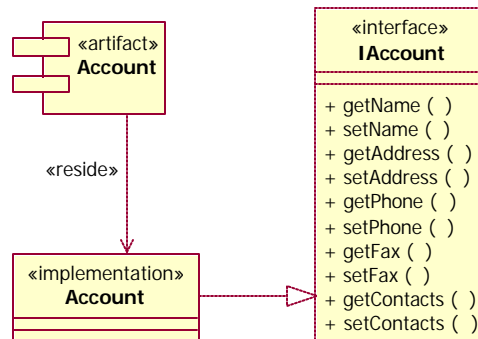 «artifact»
Account
«reside»
«implementation»
Account
«interface»
IAccount
+ getName ( )
+ setName ( )
+ getAddress ( )
+ setAddress ( )
+ getPhone ( )
+ setPhone ( )
+ getFax ( )
+ setFax ( )
+ getContacts ( )
+ setContacts ( )